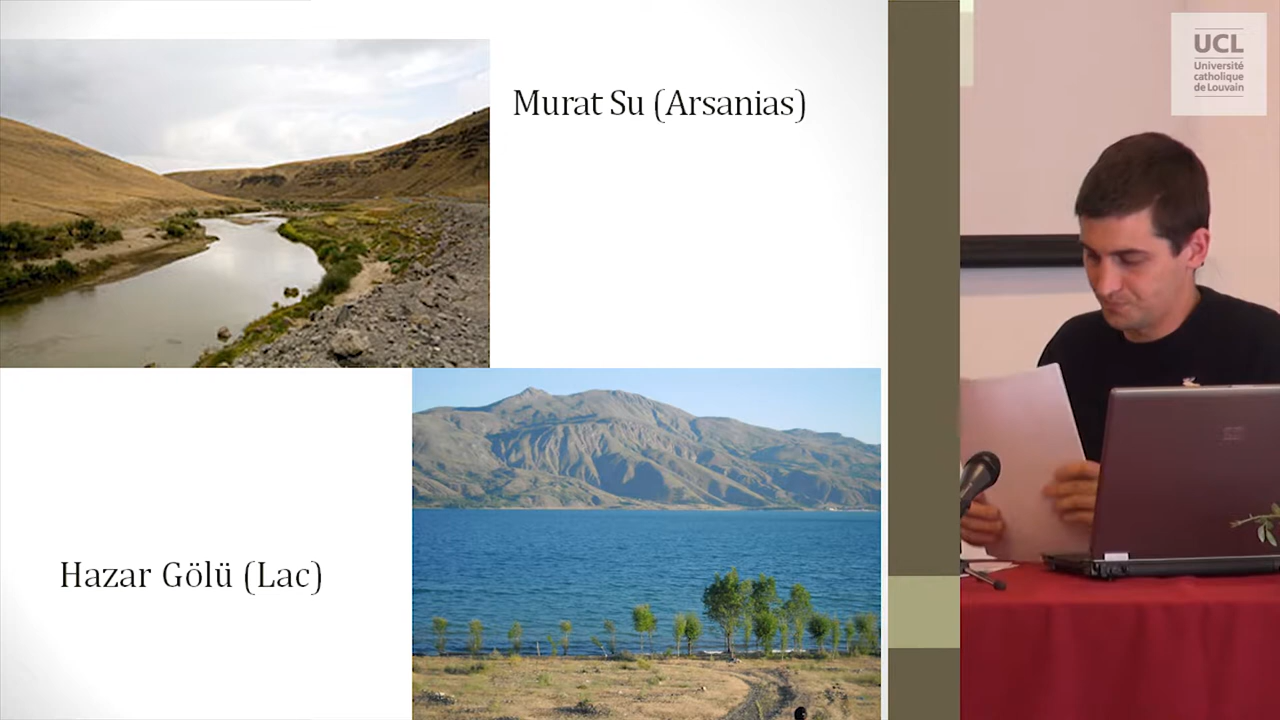 Murat Su (Arsanias)
Hazar Gölü (Lac)
UCL
Université
catholique
de Louvain